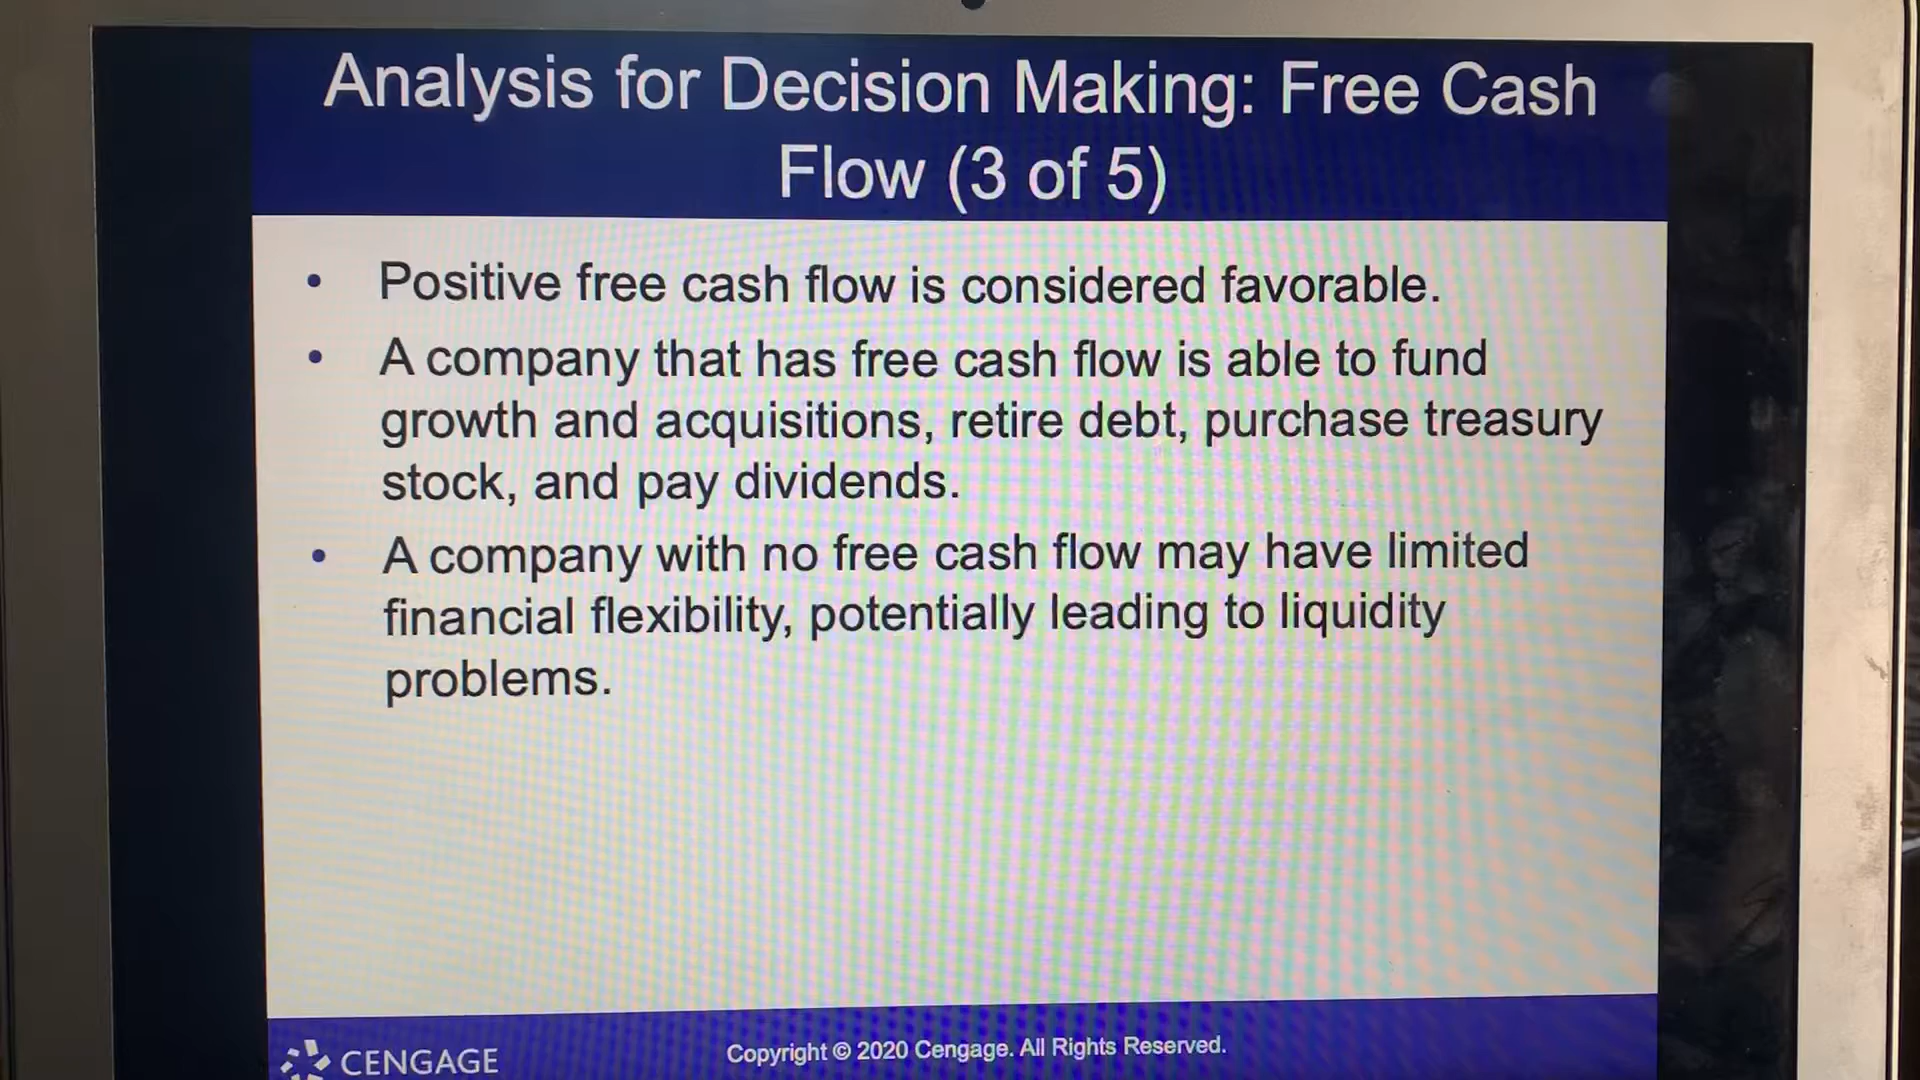 Analysis for Decision Making: Free Cash
Flow (3 of 5)
• Positive free cash flow is considered favorable.
• A company that has free cash flow is able to fund
growth and acquisitions, retire debt, purchase treasury
stock, and pay dividends.
• A company with no free cash flow may have limited
financial flexibility, potentially leading to liquidity
problems.
CENGAGE
Copyright © 2020 Cengage. All Rights Reserved.